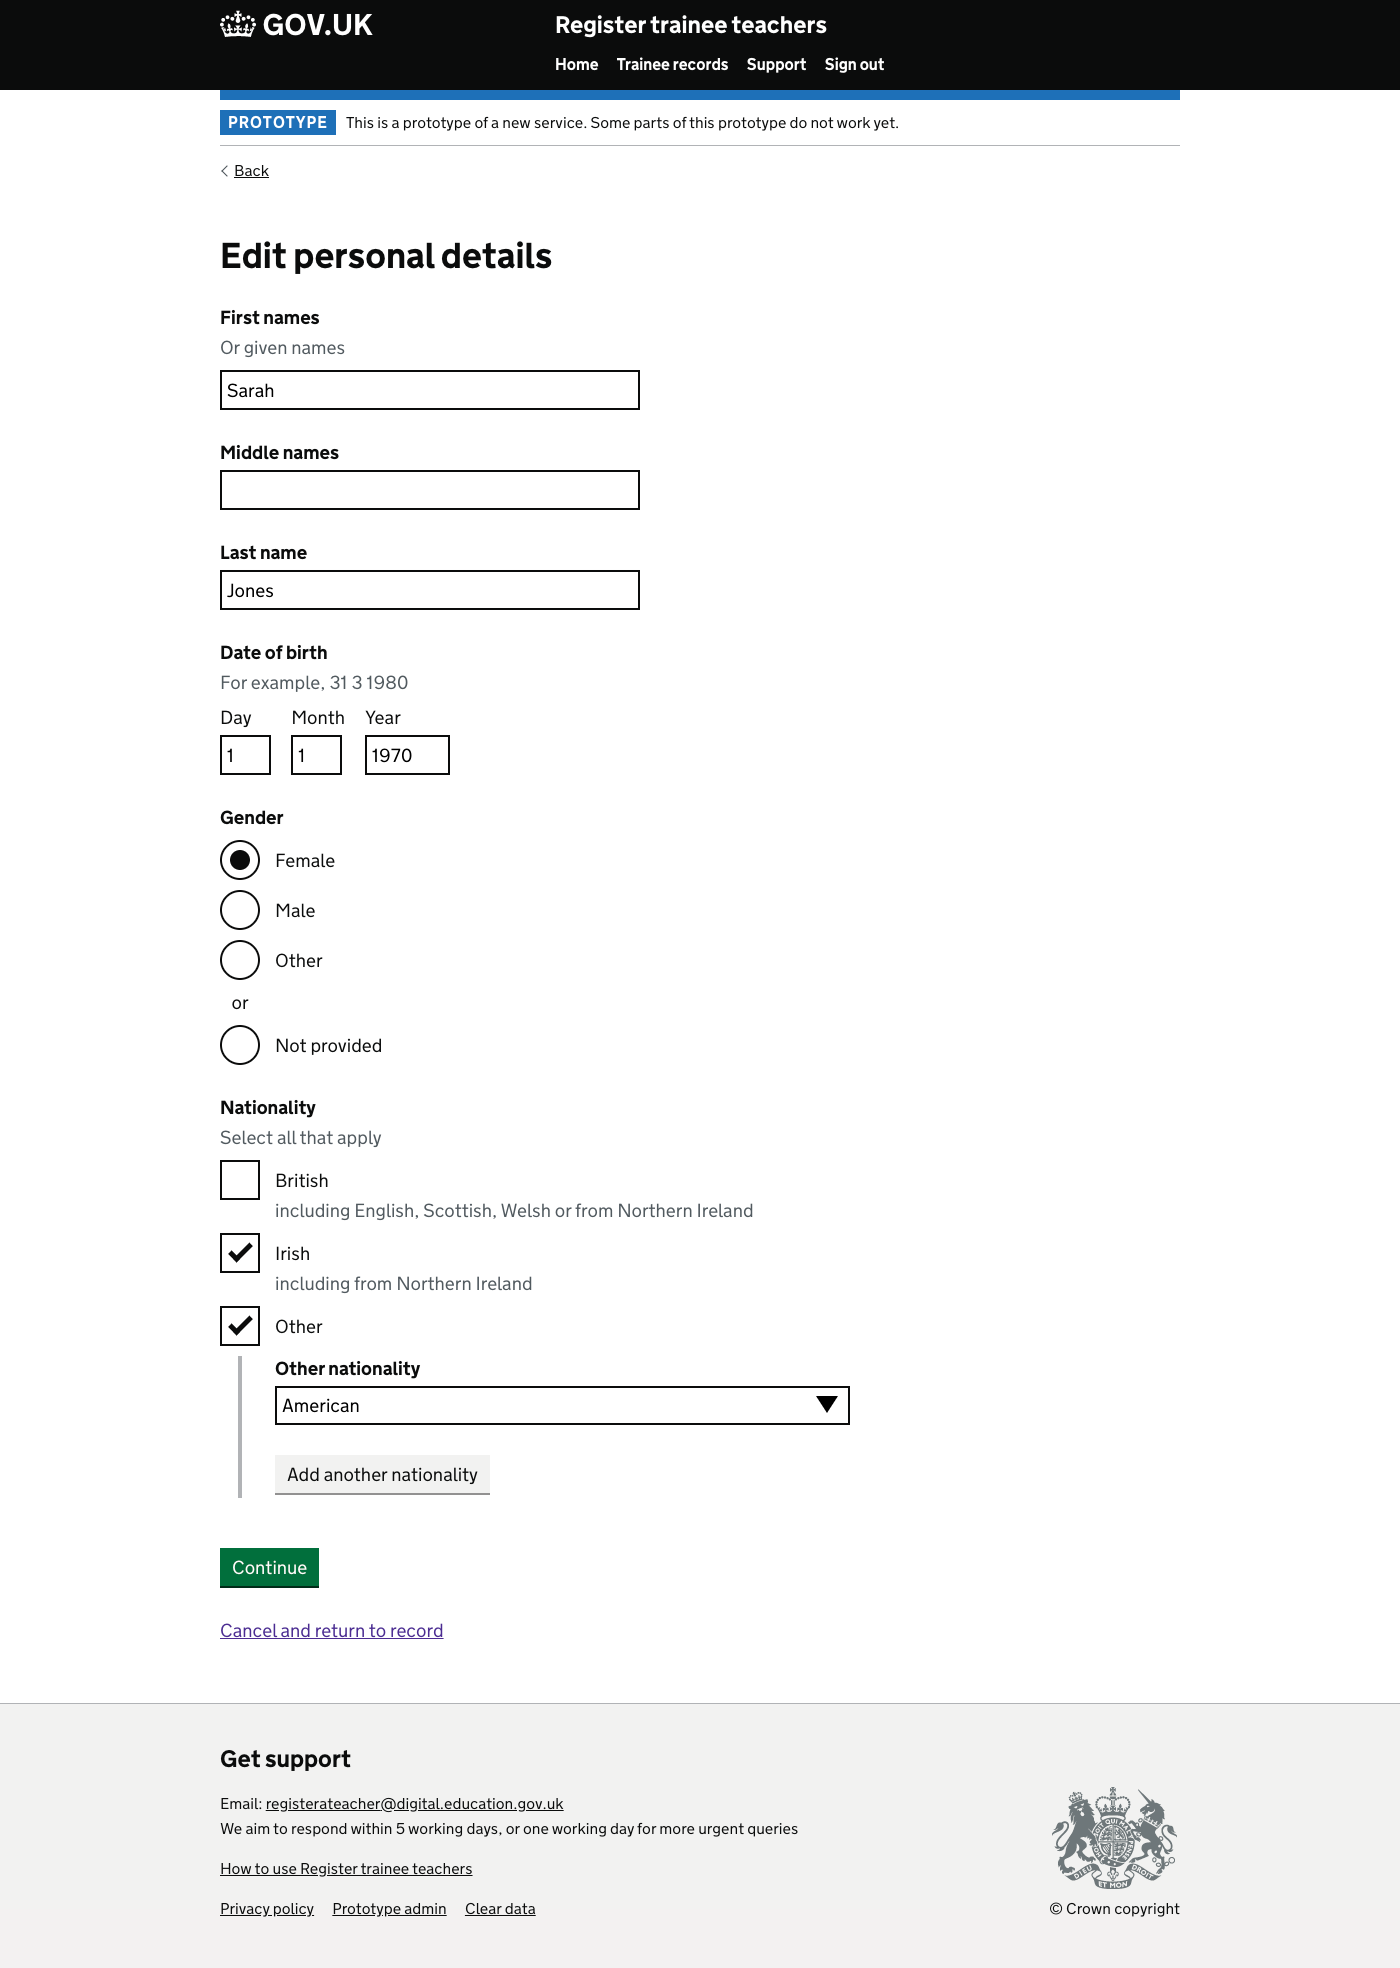 GOV.UK
Register trainee teachers
Home Trainee records Support Sign out
PROTOTYPE This is a prototype of a new service. Some parts of this prototype do not work yet.
Back
Edit personal details
First names
Or given names
Sarah
Middle names
Last name
Jones
Date of birth
For example, 31 3 1980
Day Month Year
1 1 1970
Gender
Female
Male
Other
or
Not provided
Nationality
Select all that apply
British
including English, Scottish, Welsh or from Northern Ireland
Irish
including from Northern Ireland
Other
Other nationality
American
Add another nationality
Continue
Cancel and return to record
Get support
Email: registerateacher@digital.education.gov.uk
We aim to respond within 5 working days, or one working day for more urgent queries
How to use Register trainee teachers
Privacy policy Prototype admin Clear data
DIEU ET MON DROIT
© Crown copyright